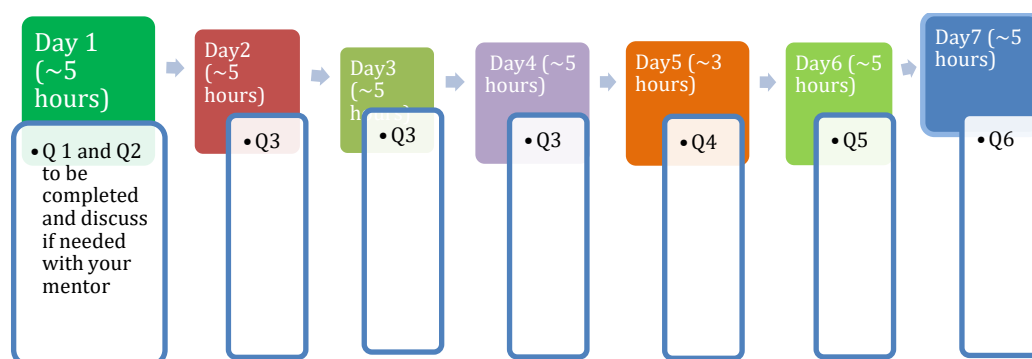 Day 1
(~5
hours)
• Q 1 and Q2
to be
completed
and discuss
if needed
with your
mentor
Day2
(~5
hours)
• Q3
Day3
(~5
hours)
• Q3
Day4 (~5
hours)
• Q3
Day5 (~3
hours)
• Q4
Day6 (~5
hours)
• Q5
Day7 (~5
hours)
• Q6